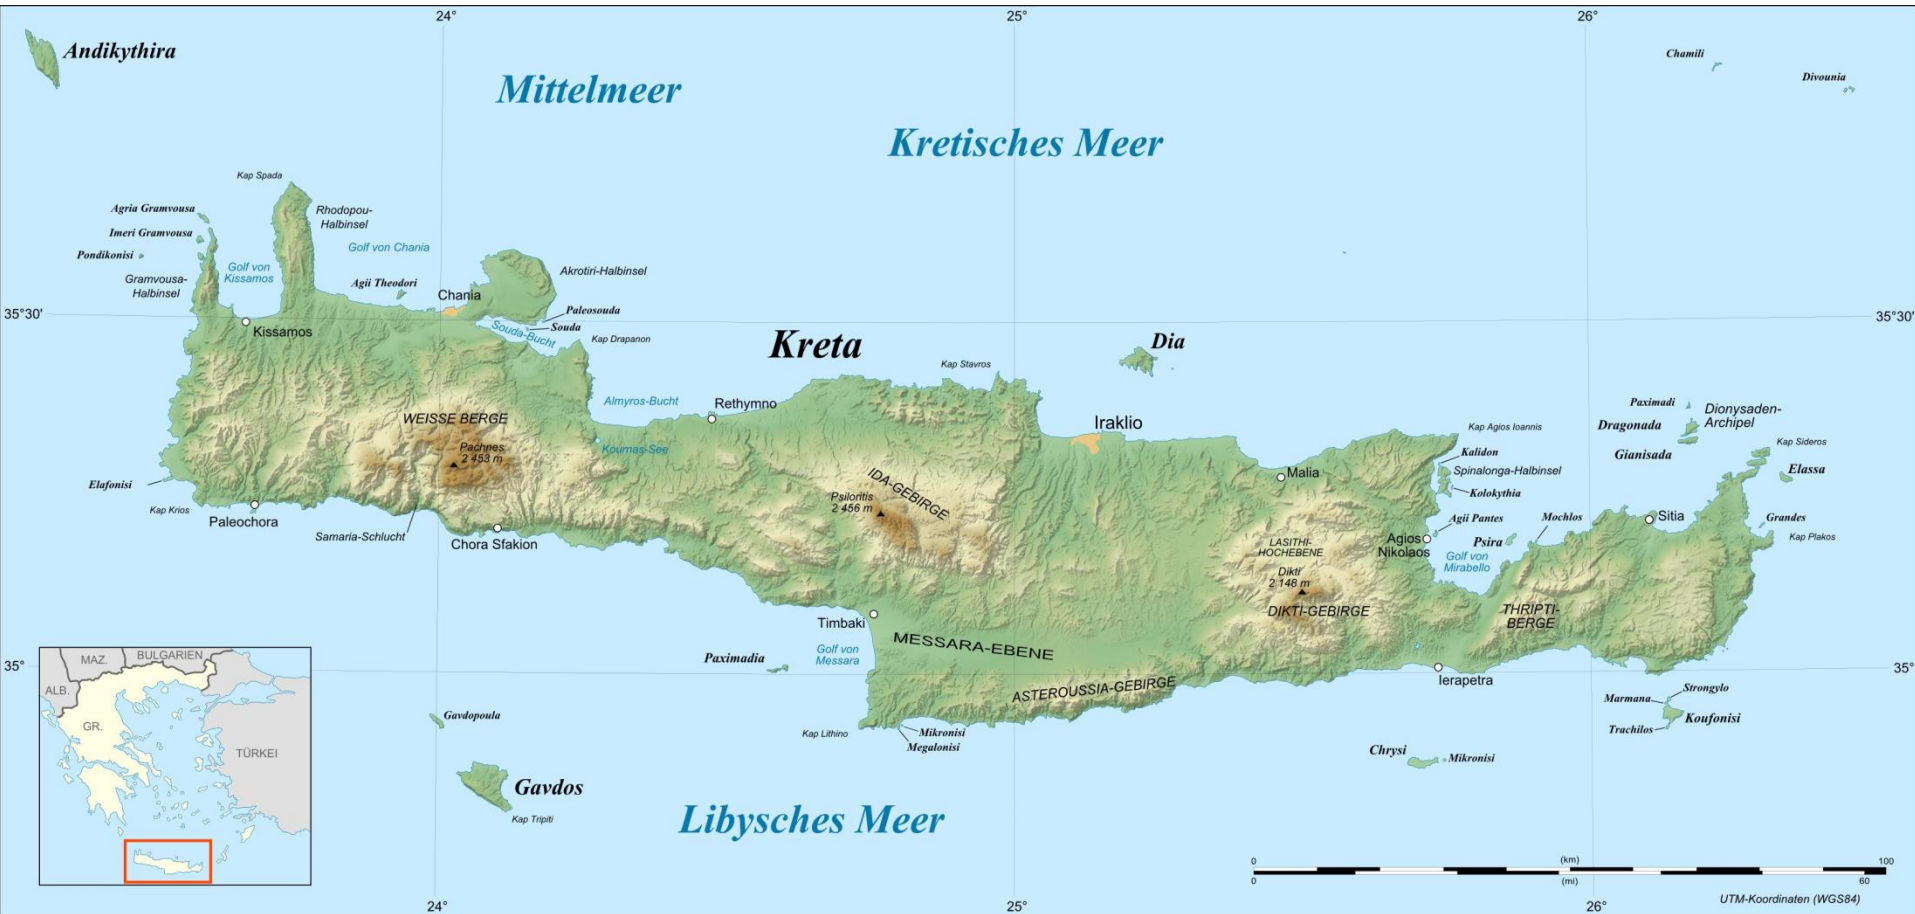 24°
25°
26°
Andikythira
Mittelmeer
Kretisches Meer
Chamili
Divounia
Kap Spada
Agria Gramvousa
Rhodopou-
Halbinsel
Imeri Gramvousa
Golf von Chania
Pondikonisi
Golf von
Kissamos
Gramvousa-
Halbinsel
Agii Theodori
Akrotiri-Halbinsel
Chania
Paleosouda
35°30'
35°30'
Souda
Souda-Bucht
Kissamos
Kap Drapanon
Kreta
Dia
Kap Stavros
Almyros-Bucht
Rethymno
WEISSE BERGE
Iraklio
Paximadi
Dionysaden-
Archipel
Dragonada
Kap Agios Ioannis
Kap Sideros
Pachnes
2 453 m
Kournas-See
Kalidon
Gianisada
Elassa
Elafonisi
IDA-GEBIRGE
Malia
Spinalonga-Halbinsel
Kolokythia
Psiloritis
2 456 m
Kap Krios
Paleochora
Samaria-Schlucht
Chora Sfakion
Agii Pantes
Mochlos
Sitia
Grandes
Kap Plakos
LASITHI-
HOCHEBENE
Agios
Nikolaos
Psira
Golf von
Mirabello
Dikti
2 148 m
DIKTI-GEBIRGE
THRIPTI-
BERGE
Timbaki
MESSARA-EBENE
Golf von
Messara
Paximadia
35°
35°
ASTEROUSSIA-GEBIRGE
Ierapetra
Strongylo
Marmana
Koufonisi
Trachilos
Gavdopoula
Kap Lithino
Mikronisi
Megalonisi
Chrysi
Mikronisi
Gavdos
Kap Tripiti
Libysches Meer
MAZ.
BULGARIEN
ALB.
GR.
TÜRKEI
0
(km)
100
0
(mi)
60
UTM-Koordinaten (WGS84)
24°
25°
26°